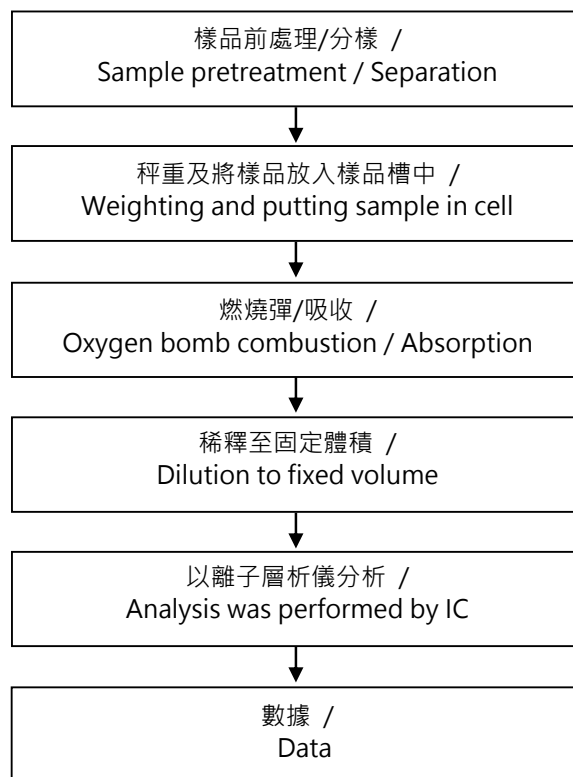 樣品前處理/分樣 /
Sample pretreatment / Separation
秤重及將樣品放入樣品槽中 /
Weighting and putting sample in cell
燃燒彈/吸收 /
Oxygen bomb combustion / Absorption
稀釋至固定體積 /
Dilution to fixed volume
以離子層析儀分析 /
Analysis was performed by IC
數據 /
Data